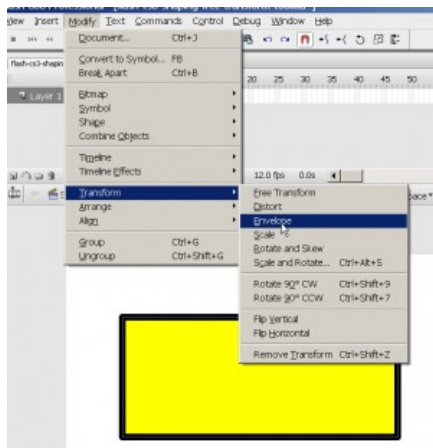 View Insert Modify Text Commands Control Debug Window Help
Document... Ctrl+J
Convert to Symbol... F8
Break Apart Ctrl+B
Bitmap
Symbol
Shape
Combine Objects
Timeline
Timeline Effects
Transform
Arrange
Align
Group Ctrl+G
Ungroup Ctrl+Shift+G
Layer 1
20 25 30 35 40 45 50
12.0 fps 0.0s
Free Transform
Distort
Envelope
Scale
Rotate and Skew
Scale and Rotate... Ctrl+Alt+S
Rotate 90° CW Ctrl+Shift+9
Rotate 90° CCW Ctrl+Shift+7
Flip Vertical
Flip Horizontal
Remove Transform Ctrl+Shift+Z